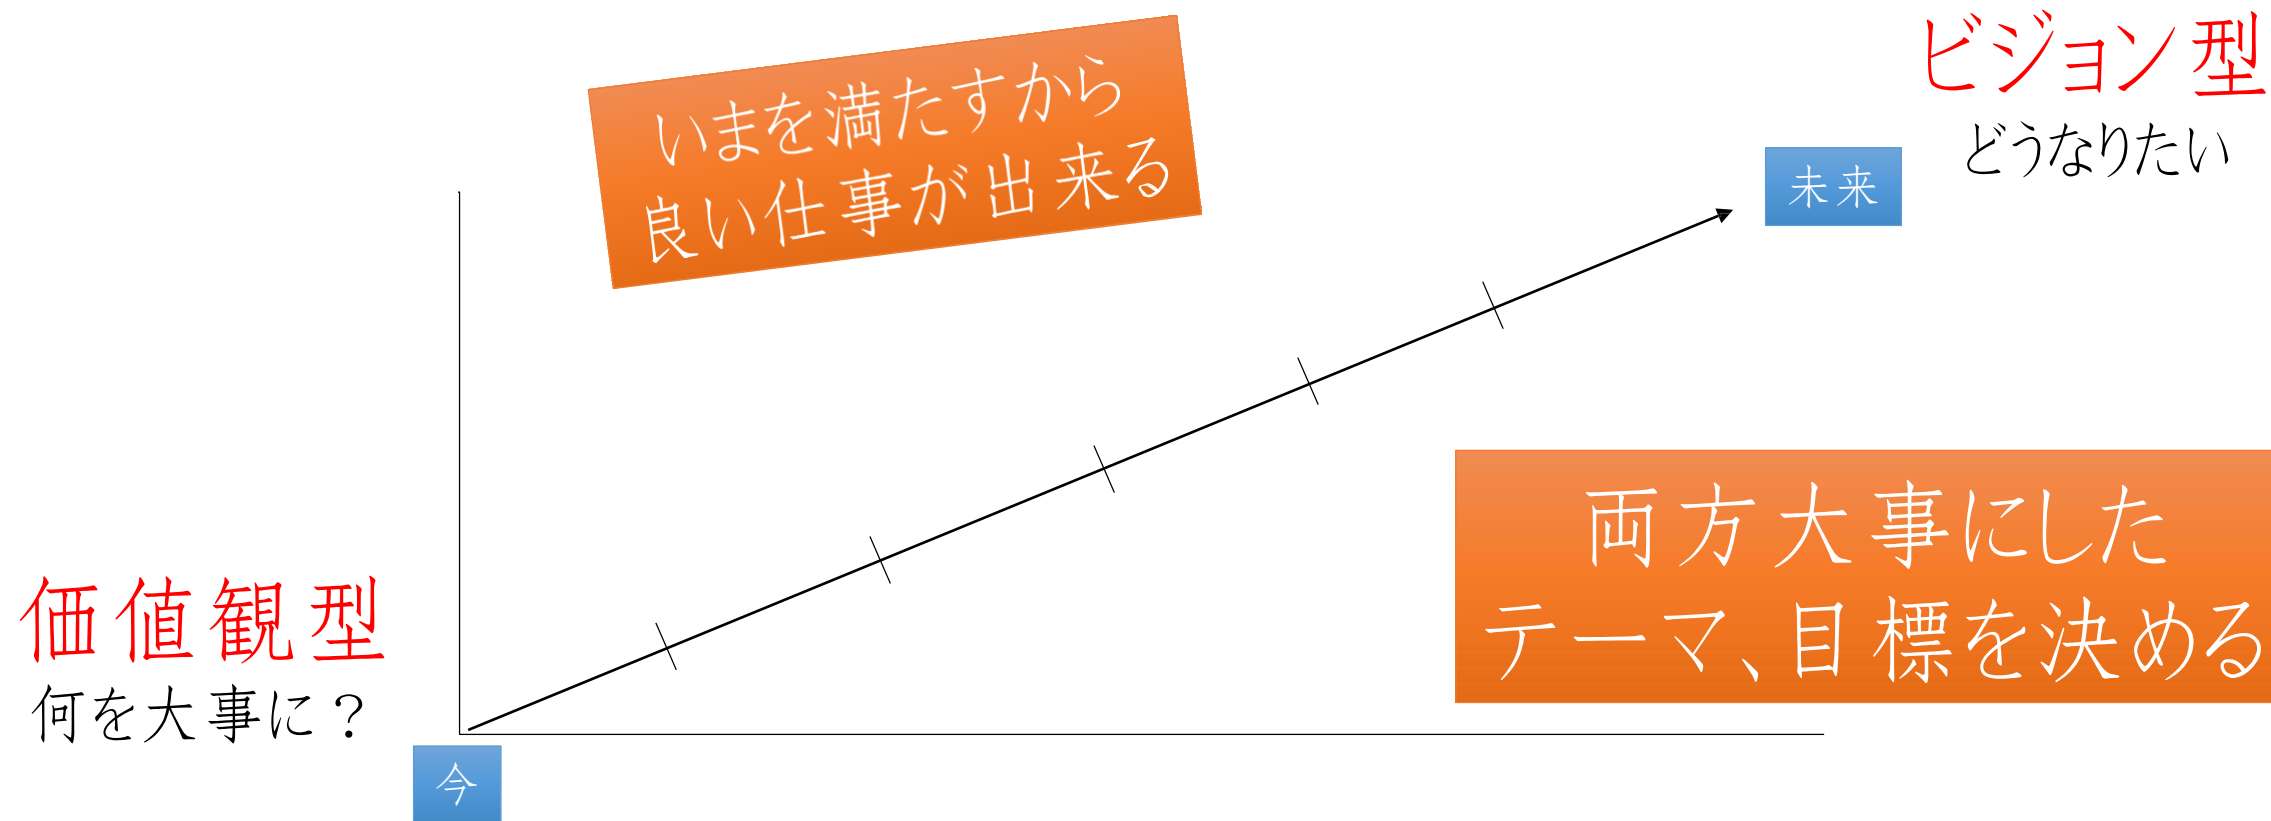 ビジョン型
どうなりたい
未来
いまを満たすから
良い仕事が出来る
両方大事にした
テーマ、目標を決める
価値観型
何を大事に？
今